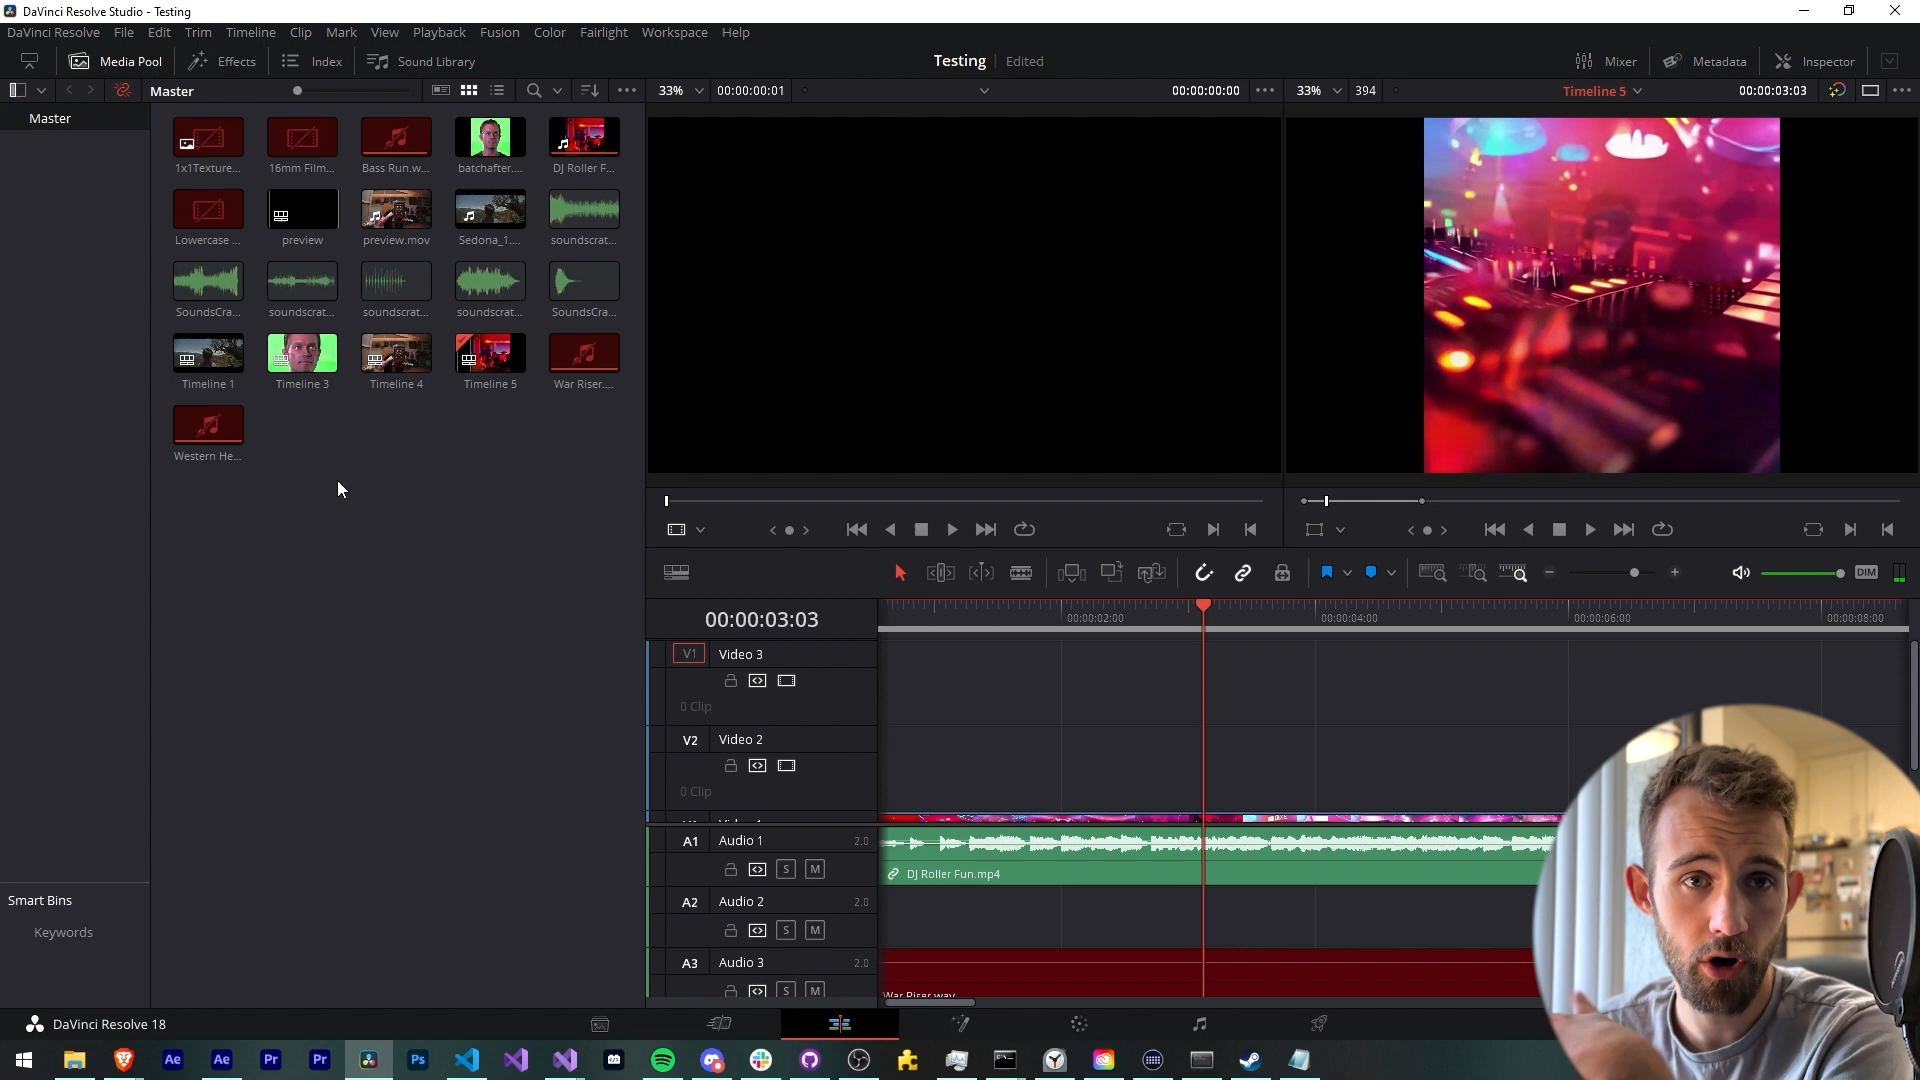 DaVinci Resolve Studio - Testing
DaVinci Resolve File Edit Trim Timeline Clip Mark View Playback Fusion Color Fairlight Workspace Help
Media Pool Effects Index Sound Library Testing Edited Mixer Metadata Inspector
Master 33% 00:00:00:01 00:00:00:00 33% 394 Timeline 5 00:00:03:03
Master
1x1Texture... 16mm Film... Bass Run.w... batchafter.... DJ Roller F...
Lowercase ... preview preview.mov Sedona_1.... soundscrat...
SoundsCra... soundscrat... soundscrat... soundscrat... SoundsCra...
Timeline 1 Timeline 3 Timeline 4 Timeline 5 War Riser....
Western He...
DIM
00:00:03:03 00:00:02:00 00:00:04:00 00:00:06:00 00:00:08:00
V1 Video 3
0 Clip
V2 Video 2
0 Clip
A1 Audio 1 2.0
S M
DJ Roller Fun.mp4
A2 Audio 2 2.0
S M
A3 Audio 3 2.0
S M
War Riser.wav
Smart Bins
Keywords
DaVinci Resolve 18
Ae Ae Pr Pr Ps